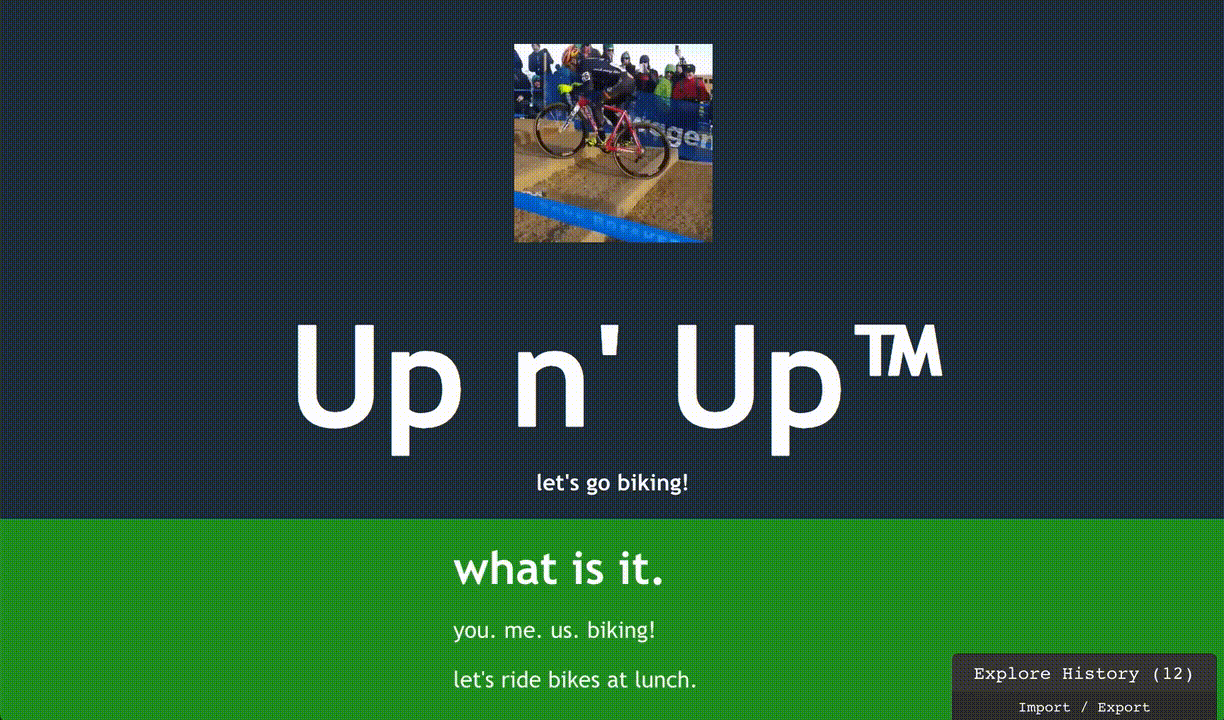 Up n' Up™
let's go biking!
what is it.
you. me. us. biking!
let's ride bikes at lunch.
Explore History (12)
Import / Export